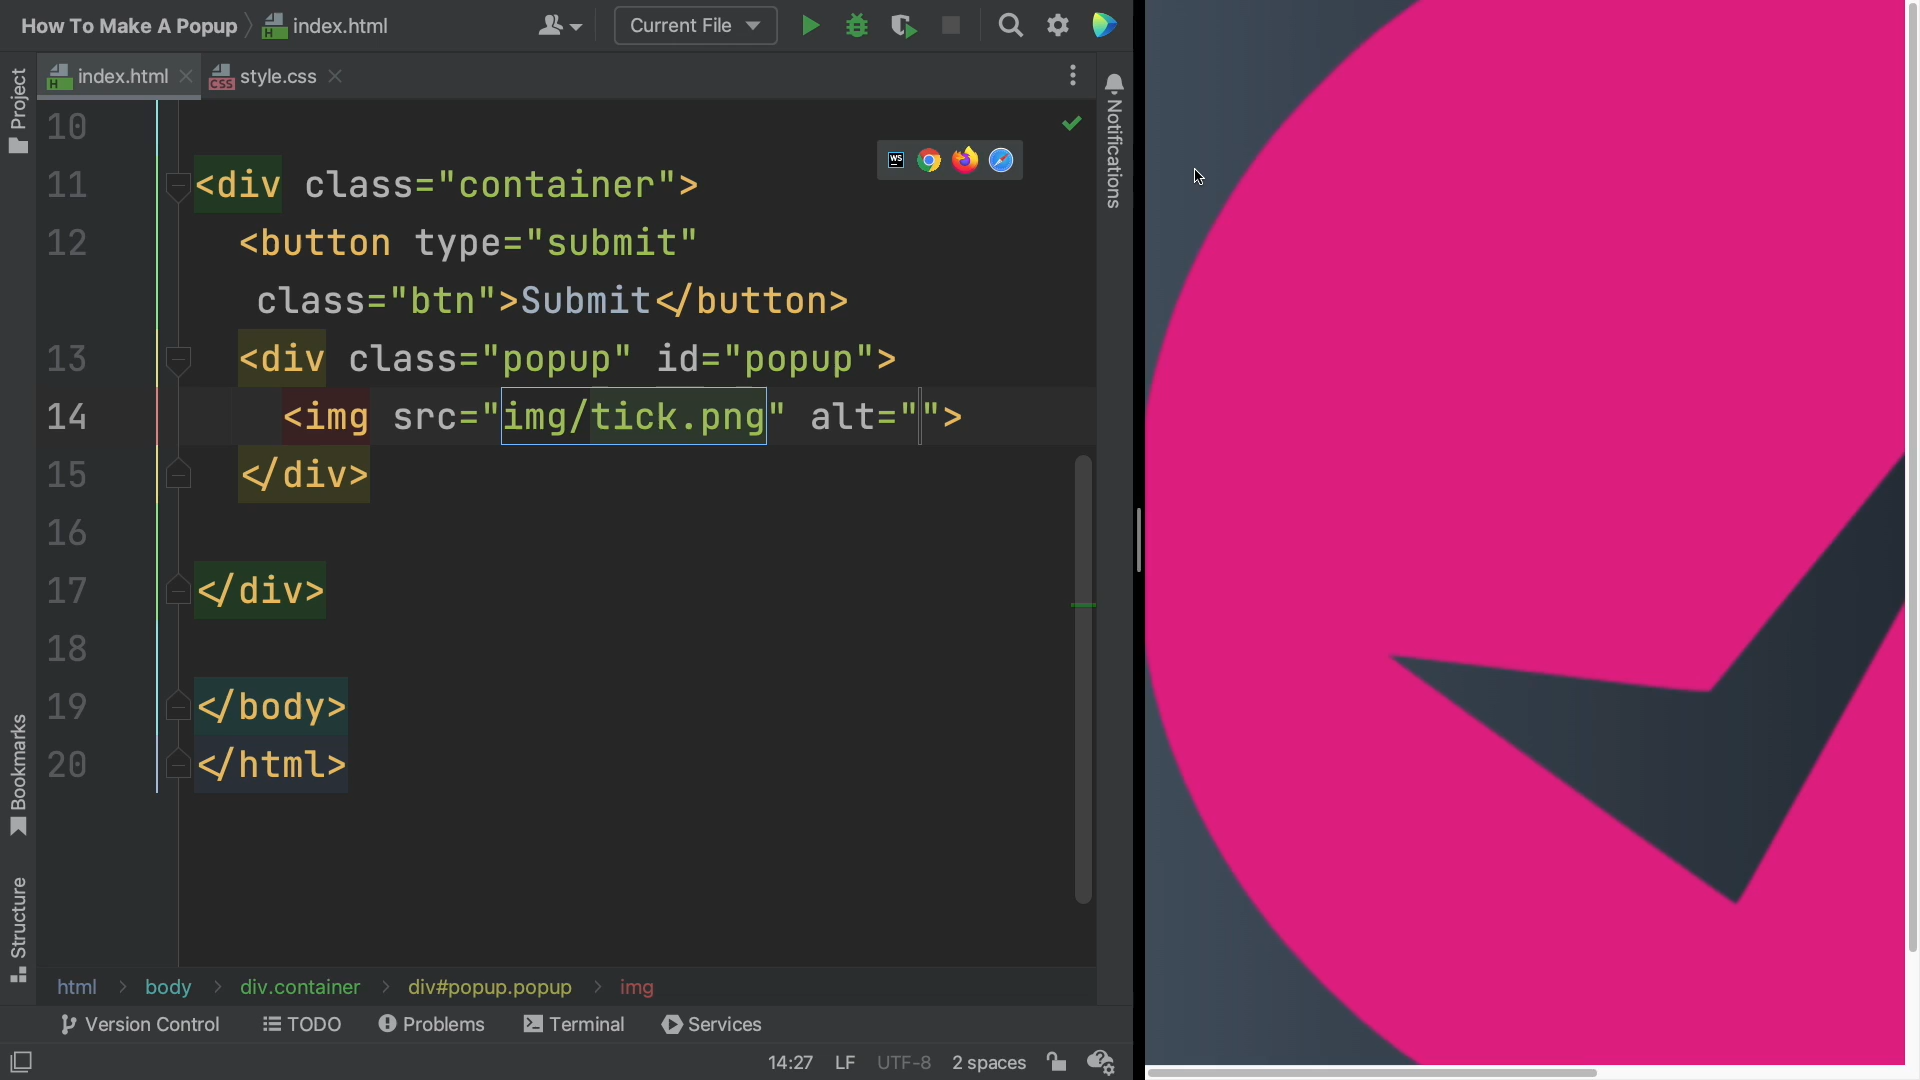 How To Make A Popup
index.html
Current File
index.html
style.css
Project
Notifications
10
11 <div class="container">
12 <button type="submit"
class="btn">Submit</button>
13 <div class="popup" id="popup">
14 <img src="img/tick.png" alt="">
15 </div>
16
17 </div>
18
19 </body>
20 </html>
Bookmarks
Structure
html > body > div.container > div#popup.popup > img
Version Control
TODO
Problems
Terminal
Services
14:27
LF
UTF-8
2 spaces